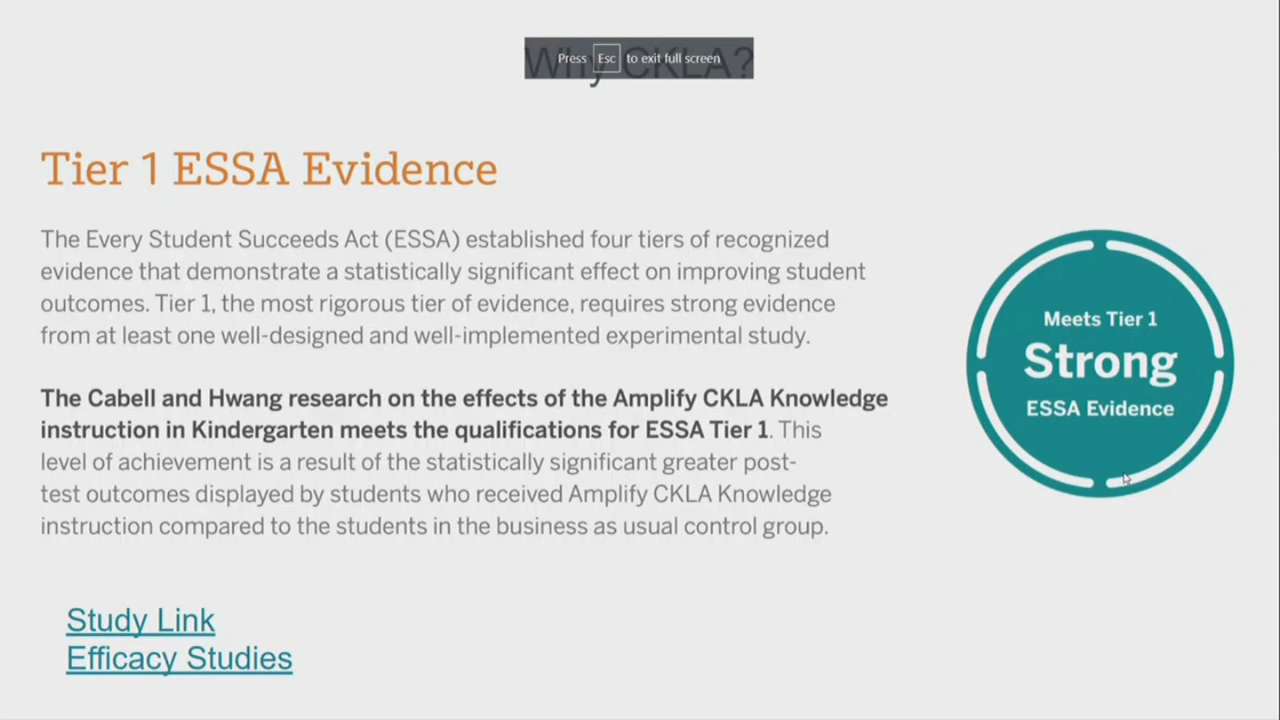 Why CKLA?
Press Esc to exit full screen
Tier 1 ESSA Evidence
The Every Student Succeeds Act (ESSA) established four tiers of recognized
evidence that demonstrate a statistically significant effect on improving student
outcomes. Tier 1, the most rigorous tier of evidence, requires strong evidence
from at least one well-designed and well-implemented experimental study.
The Cabell and Hwang research on the effects of the Amplify CKLA Knowledge
instruction in Kindergarten meets the qualifications for ESSA Tier 1. This
level of achievement is a result of the statistically significant greater post-
test outcomes displayed by students who received Amplify CKLA Knowledge
instruction compared to the students in the business as usual control group.
Meets Tier 1
Strong
ESSA Evidence
Study Link
Efficacy Studies